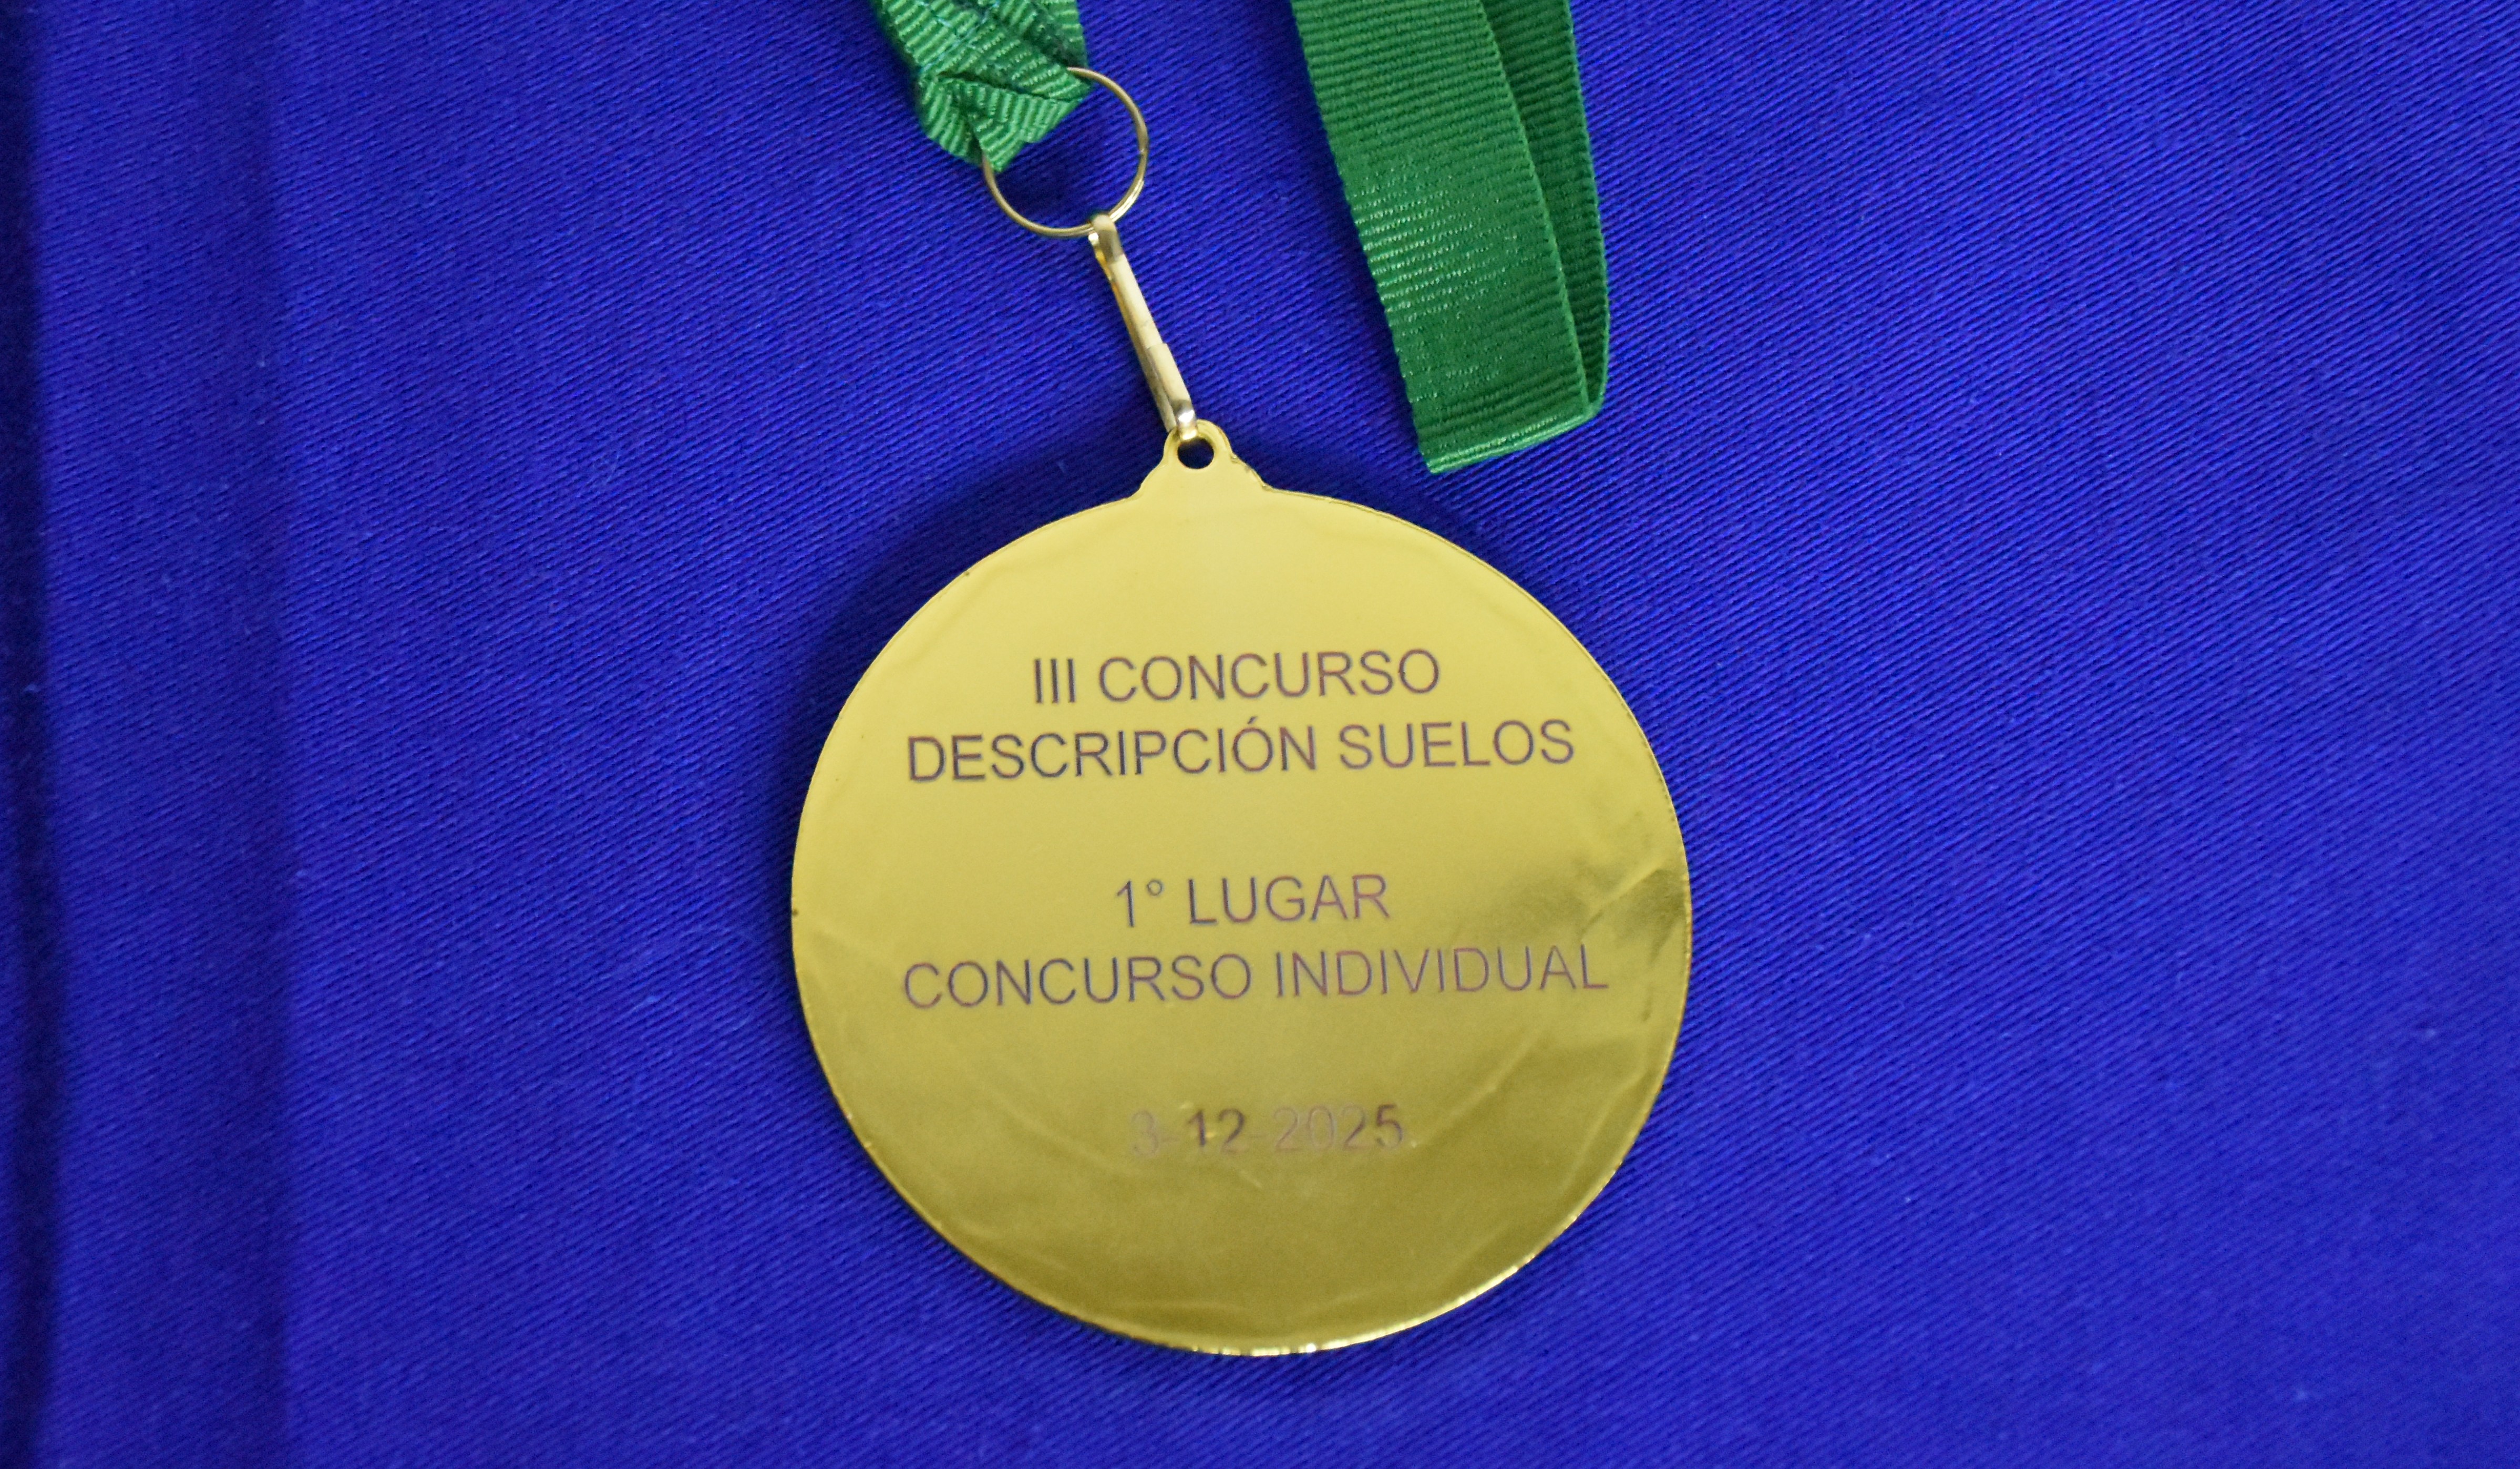 III CONCURSO
DESCRIPCIÓN SUELOS
1° LUGAR
CONCURSO INDIVIDUAL
3-12-2025